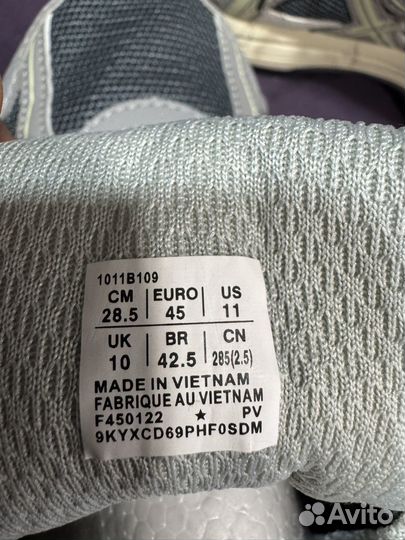 1011B109
CM EURO US
28.5 45 11
UK BR CN
10 42.5 285(2.5)
MADE IN VIETNAM
FABRIQUE AU VIETNAM
F450122 ★ PV
9KYXCD69PHF0SDM
Avito